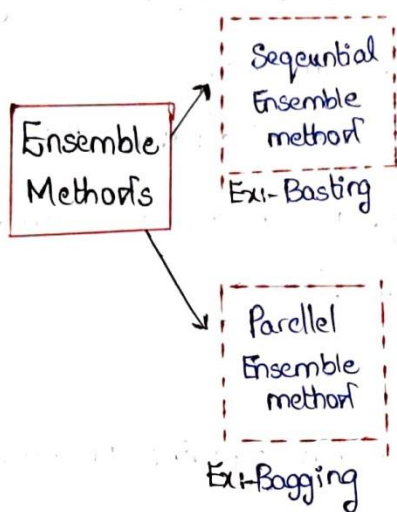 Ensemble
Methods
Seqeuntial
Ensemble
method
Ex:- Basting
Parellel
Ensemble
method
Ex:- Bagging